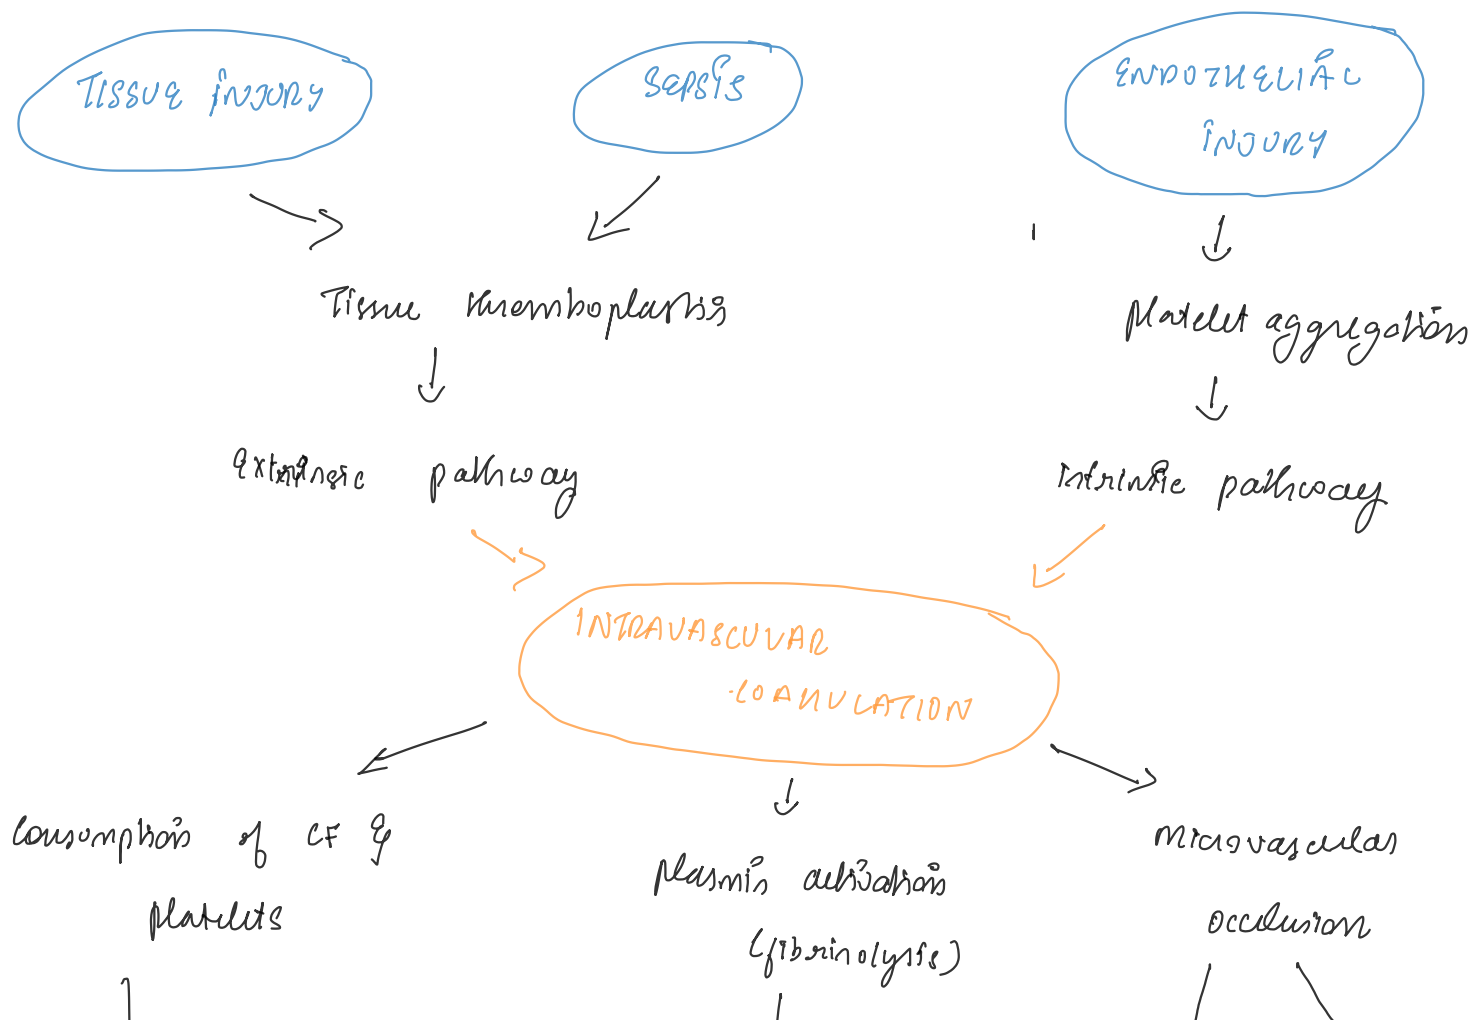 TISSUE INJURY
SEPSIS
ENDOTHELIAL
INJURY
Tissue thromboplastin
Platelet aggregation
Extrinsic pathway
Intrinsic pathway
INTRAVASCULAR
COAGULATION
Consumption of CF &
platelets
Plasmin activation
(fibrinolysis)
Microvascular
occlusion